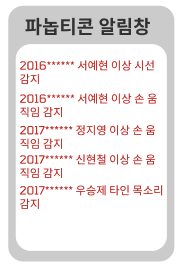 파놉티콘 알림창
2016****** 서예현 이상 시선
감지
2016****** 서예현 이상 손 움
직임 감지
2017****** 정지영 이상 손 움
직임 감지
2017****** 신현철 이상 손 움
직임 감지
2017****** 우승제 타인 목소리
감지